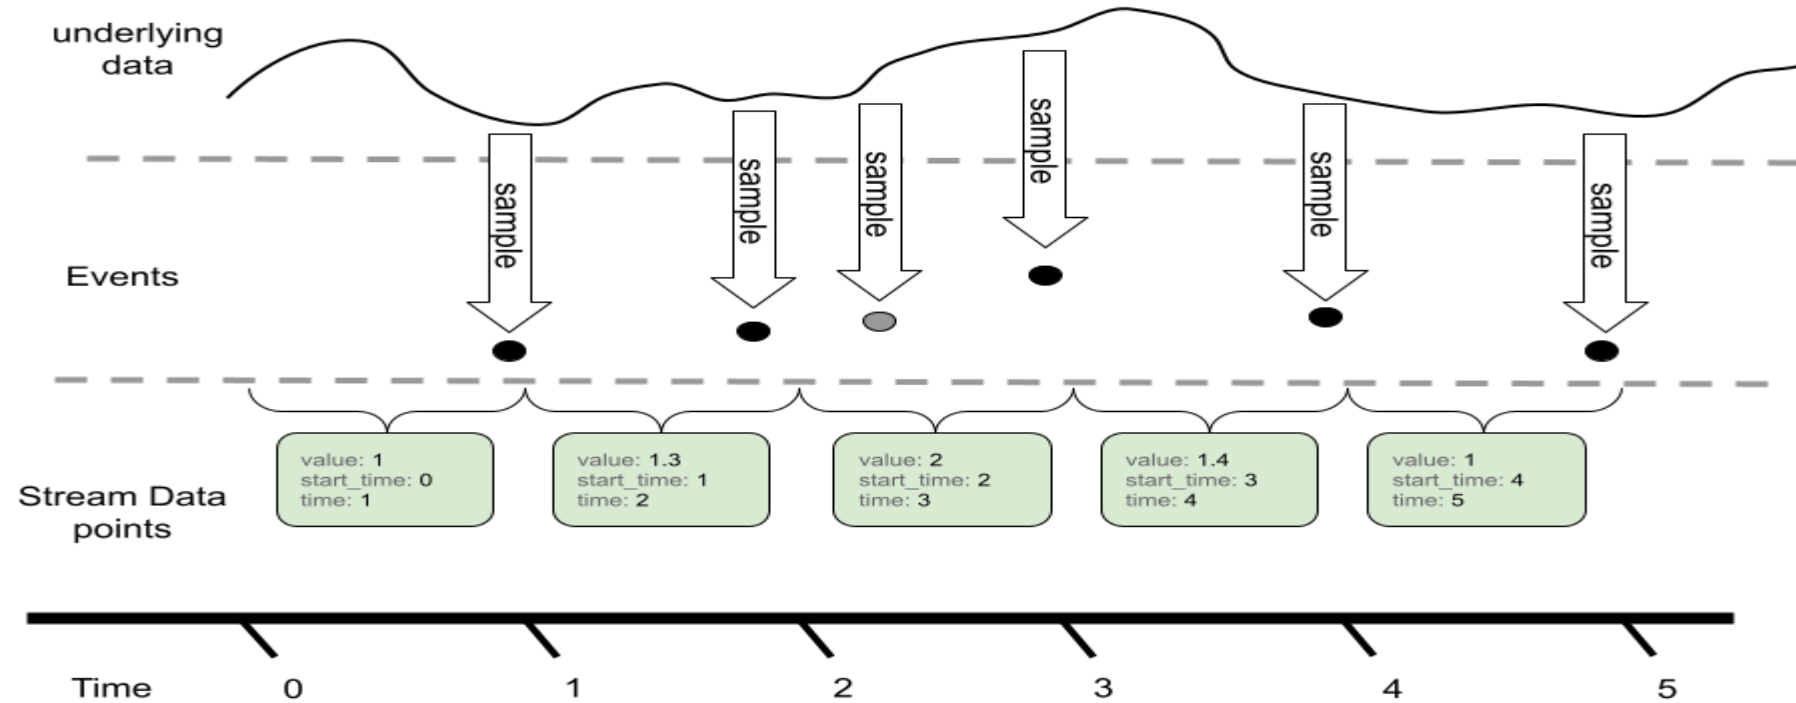 underlying
data
sample
sample
sample
sample
sample
sample
Events
Stream Data
points
value: 1
start_time: 0
time: 1
value: 1.3
start_time: 1
time: 2
value: 2
start_time: 2
time: 3
value: 1.4
start_time: 3
time: 4
value: 1
start_time: 4
time: 5
Time 0 1 2 3 4 5